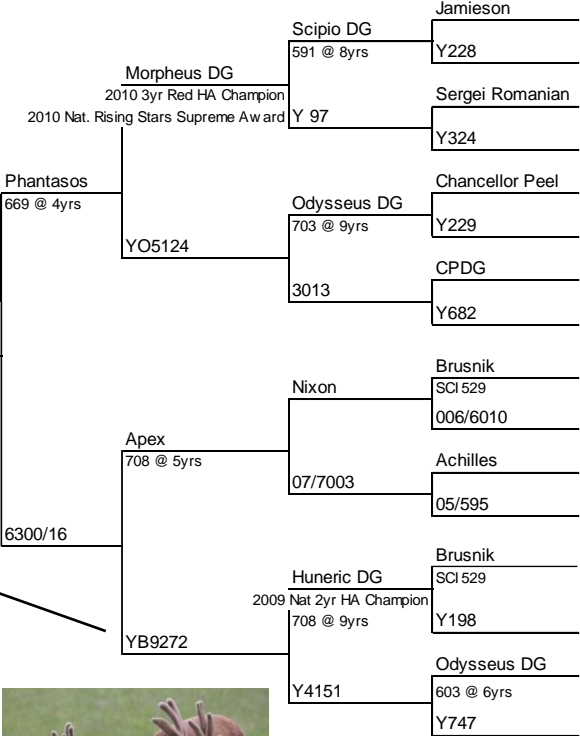 Jamieson
Scipio DG
591 @ 8yrs
Y228
Morpheus DG
2010 3yr Red HA Champion
Sergei Romanian
2010 Nat. Rising Stars Supreme Award
Y 97
Y324
Phantasos
669 @ 4yrs
Chancellor Peel
Odysseus DG
703 @ 9yrs
Y229
YO5124
CPDG
3013
Y682
Brusnik
SCI 529
Nixon
006/6010
Apex
708 @ 5yrs
Achilles
07/7003
05/595
6300/16
Brusnik
Huneric DG
SCI 529
2009 Nat 2yr HA Champion
708 @ 9yrs
Y198
YB9272
Odysseus DG
Y4151
603 @ 6yrs
Y747